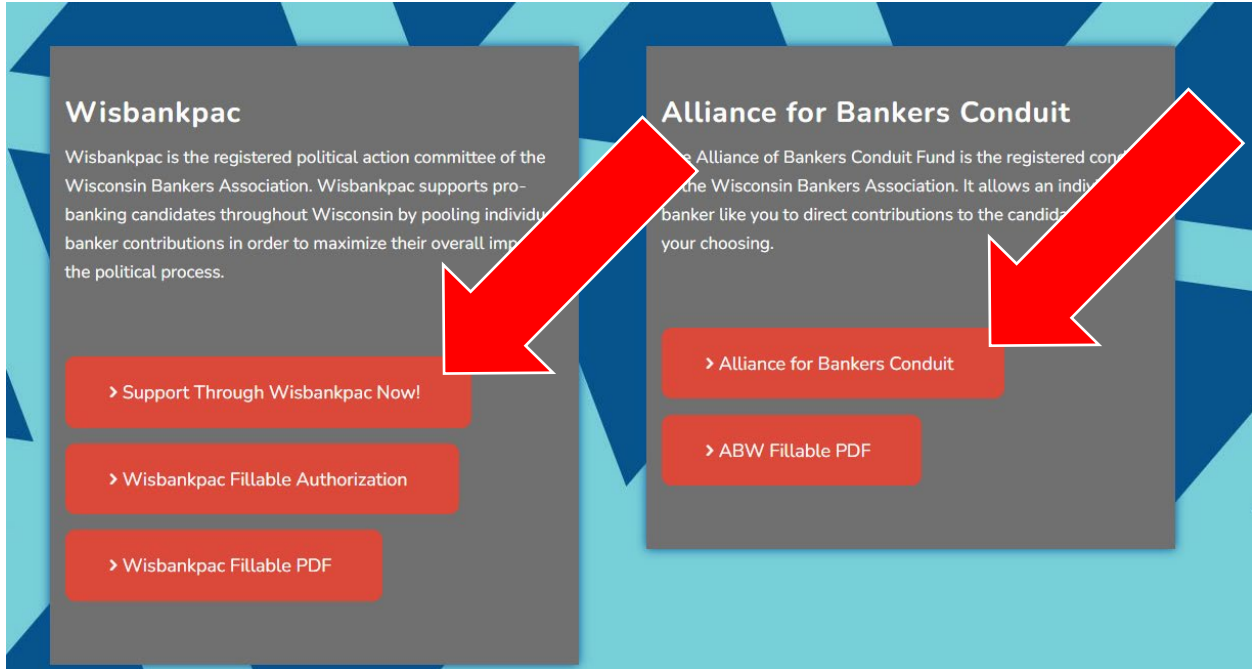 Wisbankpac
Wisbankpac is the registered political action committee of the
Wisconsin Bankers Association. Wisbankpac supports pro-
banking candidates throughout Wisconsin by pooling
banker contributions in order to maximize their overall
the political process.
> Support Through Wisbankpac Now!
> Wisbankpac Fillable Authorization
> Wisbankpac Fillable PDF
Alliance for Bankers Conduit
Alliance of Bankers Conduit Fund is the registered
the Wisconsin Bankers Association. It allows an
banker like you to direct contributions to the
your choosing.
> Alliance for Bankers Conduit
> ABW Fillable PDF